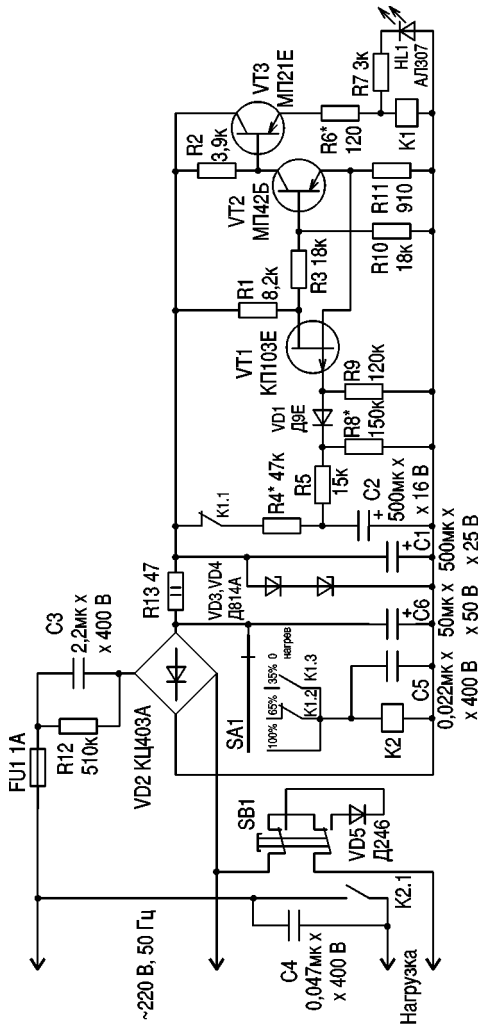 FU1 1А
R12
510к
C3
2,2мк х
х 400 В
~220 В, 50 Гц
VD2 КЦ403А
R13 47
VD3, VD4
Д814А
SA1
100%
65%
35%
0
нагрев
K1.2
K1.3
K2
C5
0,022мк х
х 400 В
C6
50мк х
х 50 В
+
C1
500мк х
х 25 В
+
SB1
VD5
Д246
K2.1
C4
0,047мк х
х 400 В
Нагрузка
K1.1
R4* 47к
R5
15к
C2
500мк х
х 16 В
+
VD1
Д9Е
R8*
150к
R9
120к
VT1
КП103Е
R1
8,2к
R3 18к
R10
18к
R11
910
VT2
МП42Б
R2
3,9к
VT3
МП21Е
R6*
120
R7 3к
K1
HL1
АЛ307